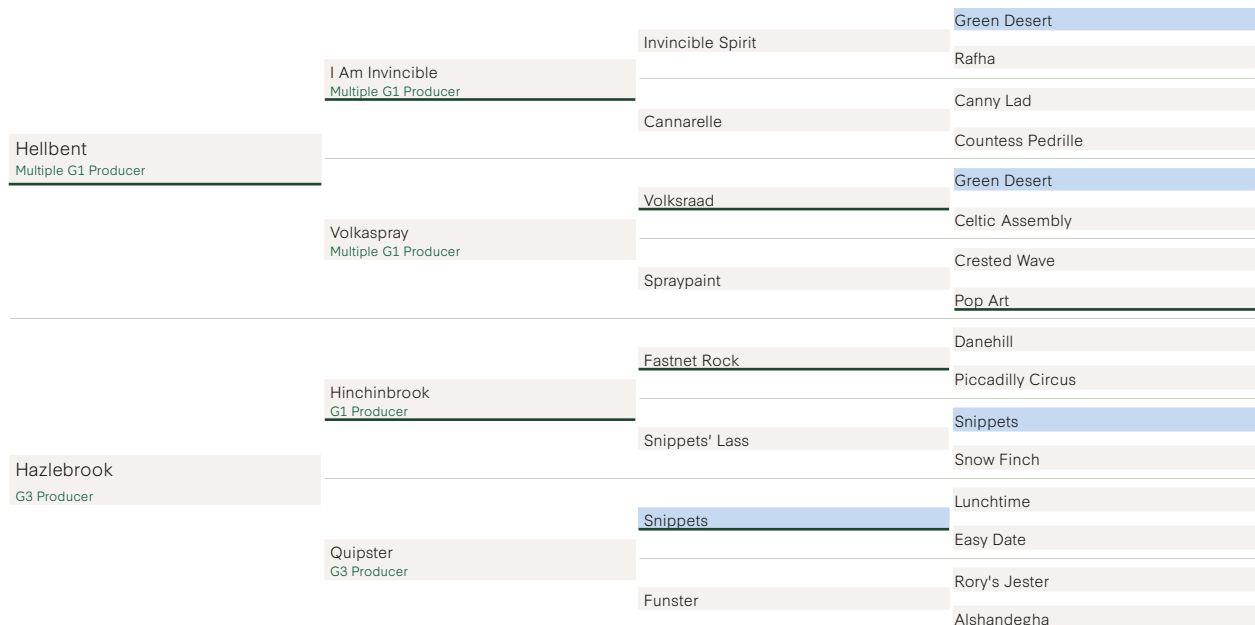 Green Desert
Invincible Spirit
Rafha
I Am Invincible
Multiple G1 Producer
Canny Lad
Cannarelle
Countess Pedrille
Hellbent
Multiple G1 Producer
Green Desert
Volksraad
Celtic Assembly
Volkaspray
Multiple G1 Producer
Crested Wave
Spraypaint
Pop Art
Danehill
Fastnet Rock
Piccadilly Circus
Hinchinbrook
G1 Producer
Snippets
Snippets' Lass
Snow Finch
Hazlebrook
G3 Producer
Lunchtime
Snippets
Easy Date
Quipster
G3 Producer
Rory's Jester
Funster
Alshandegha